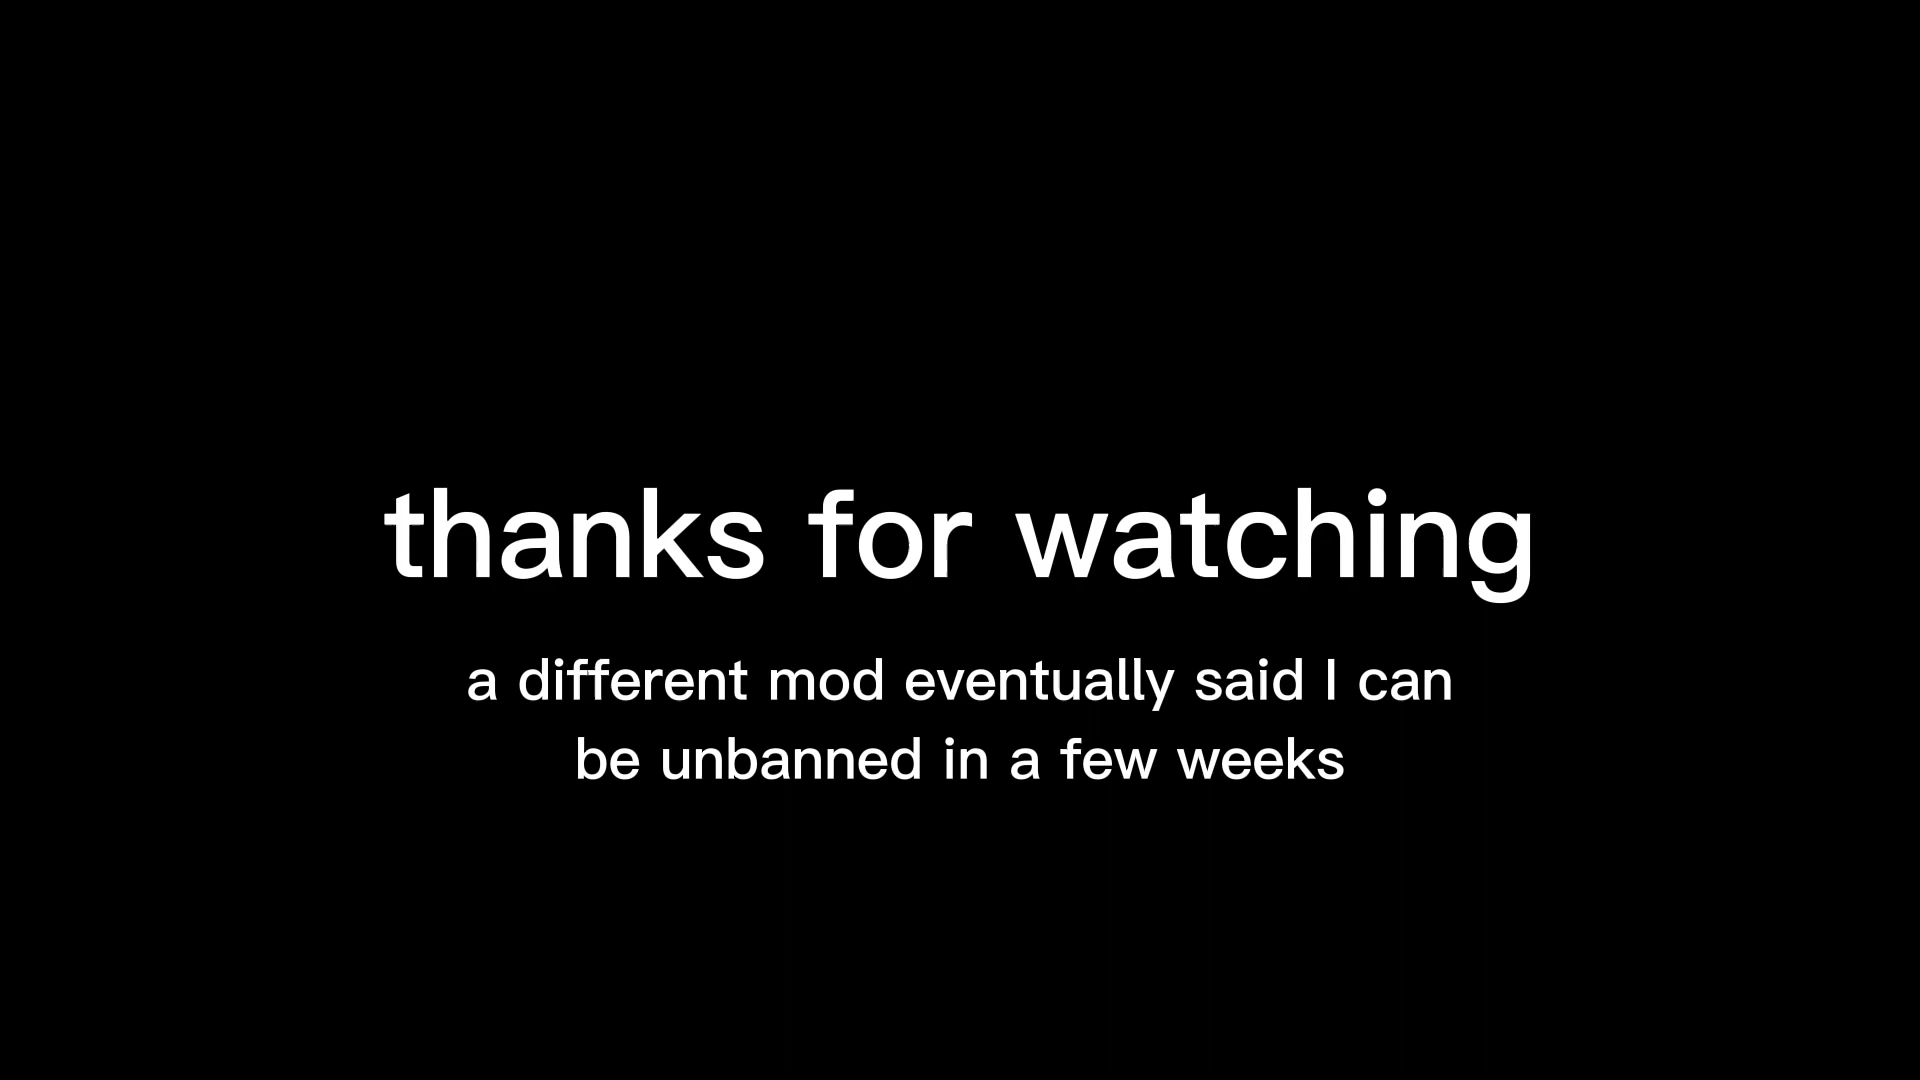 thanks for watching
a different mod eventually said I can
be unbanned in a few weeks